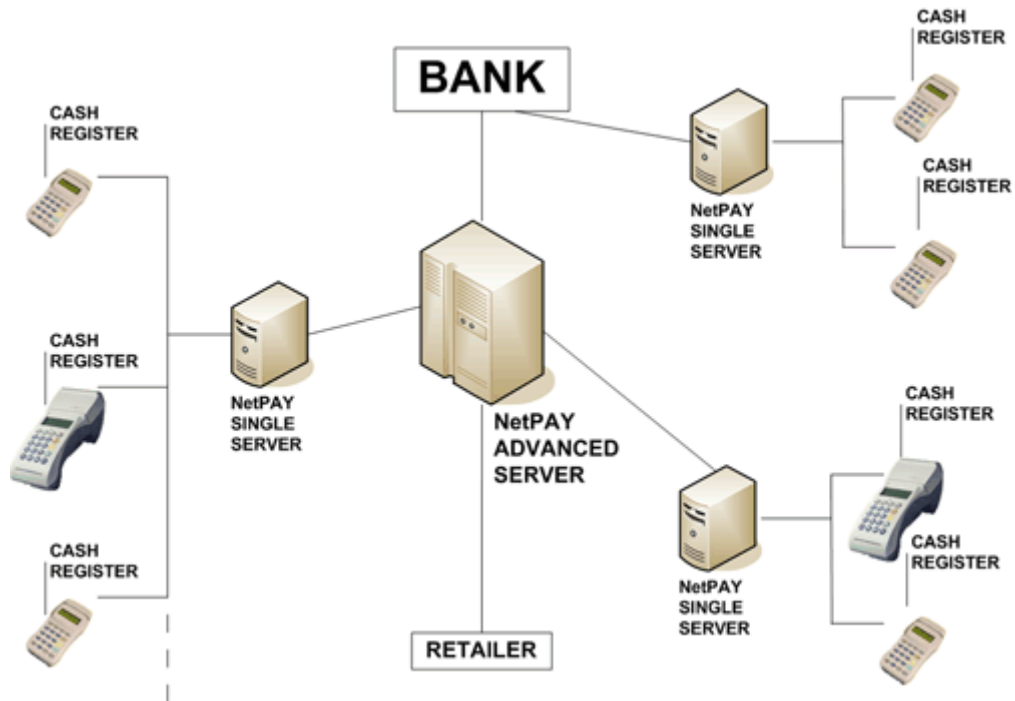 CASH
REGISTER
BANK
CASH
REGISTER
CASH
REGISTER
NetPAY
SINGLE
SERVER
CASH
REGISTER
NetPAY
SINGLE
SERVER
NetPAY
ADVANCED
SERVER
CASH
REGISTER
CASH
REGISTER
CASH
REGISTER
NetPAY
SINGLE
SERVER
RETAILER